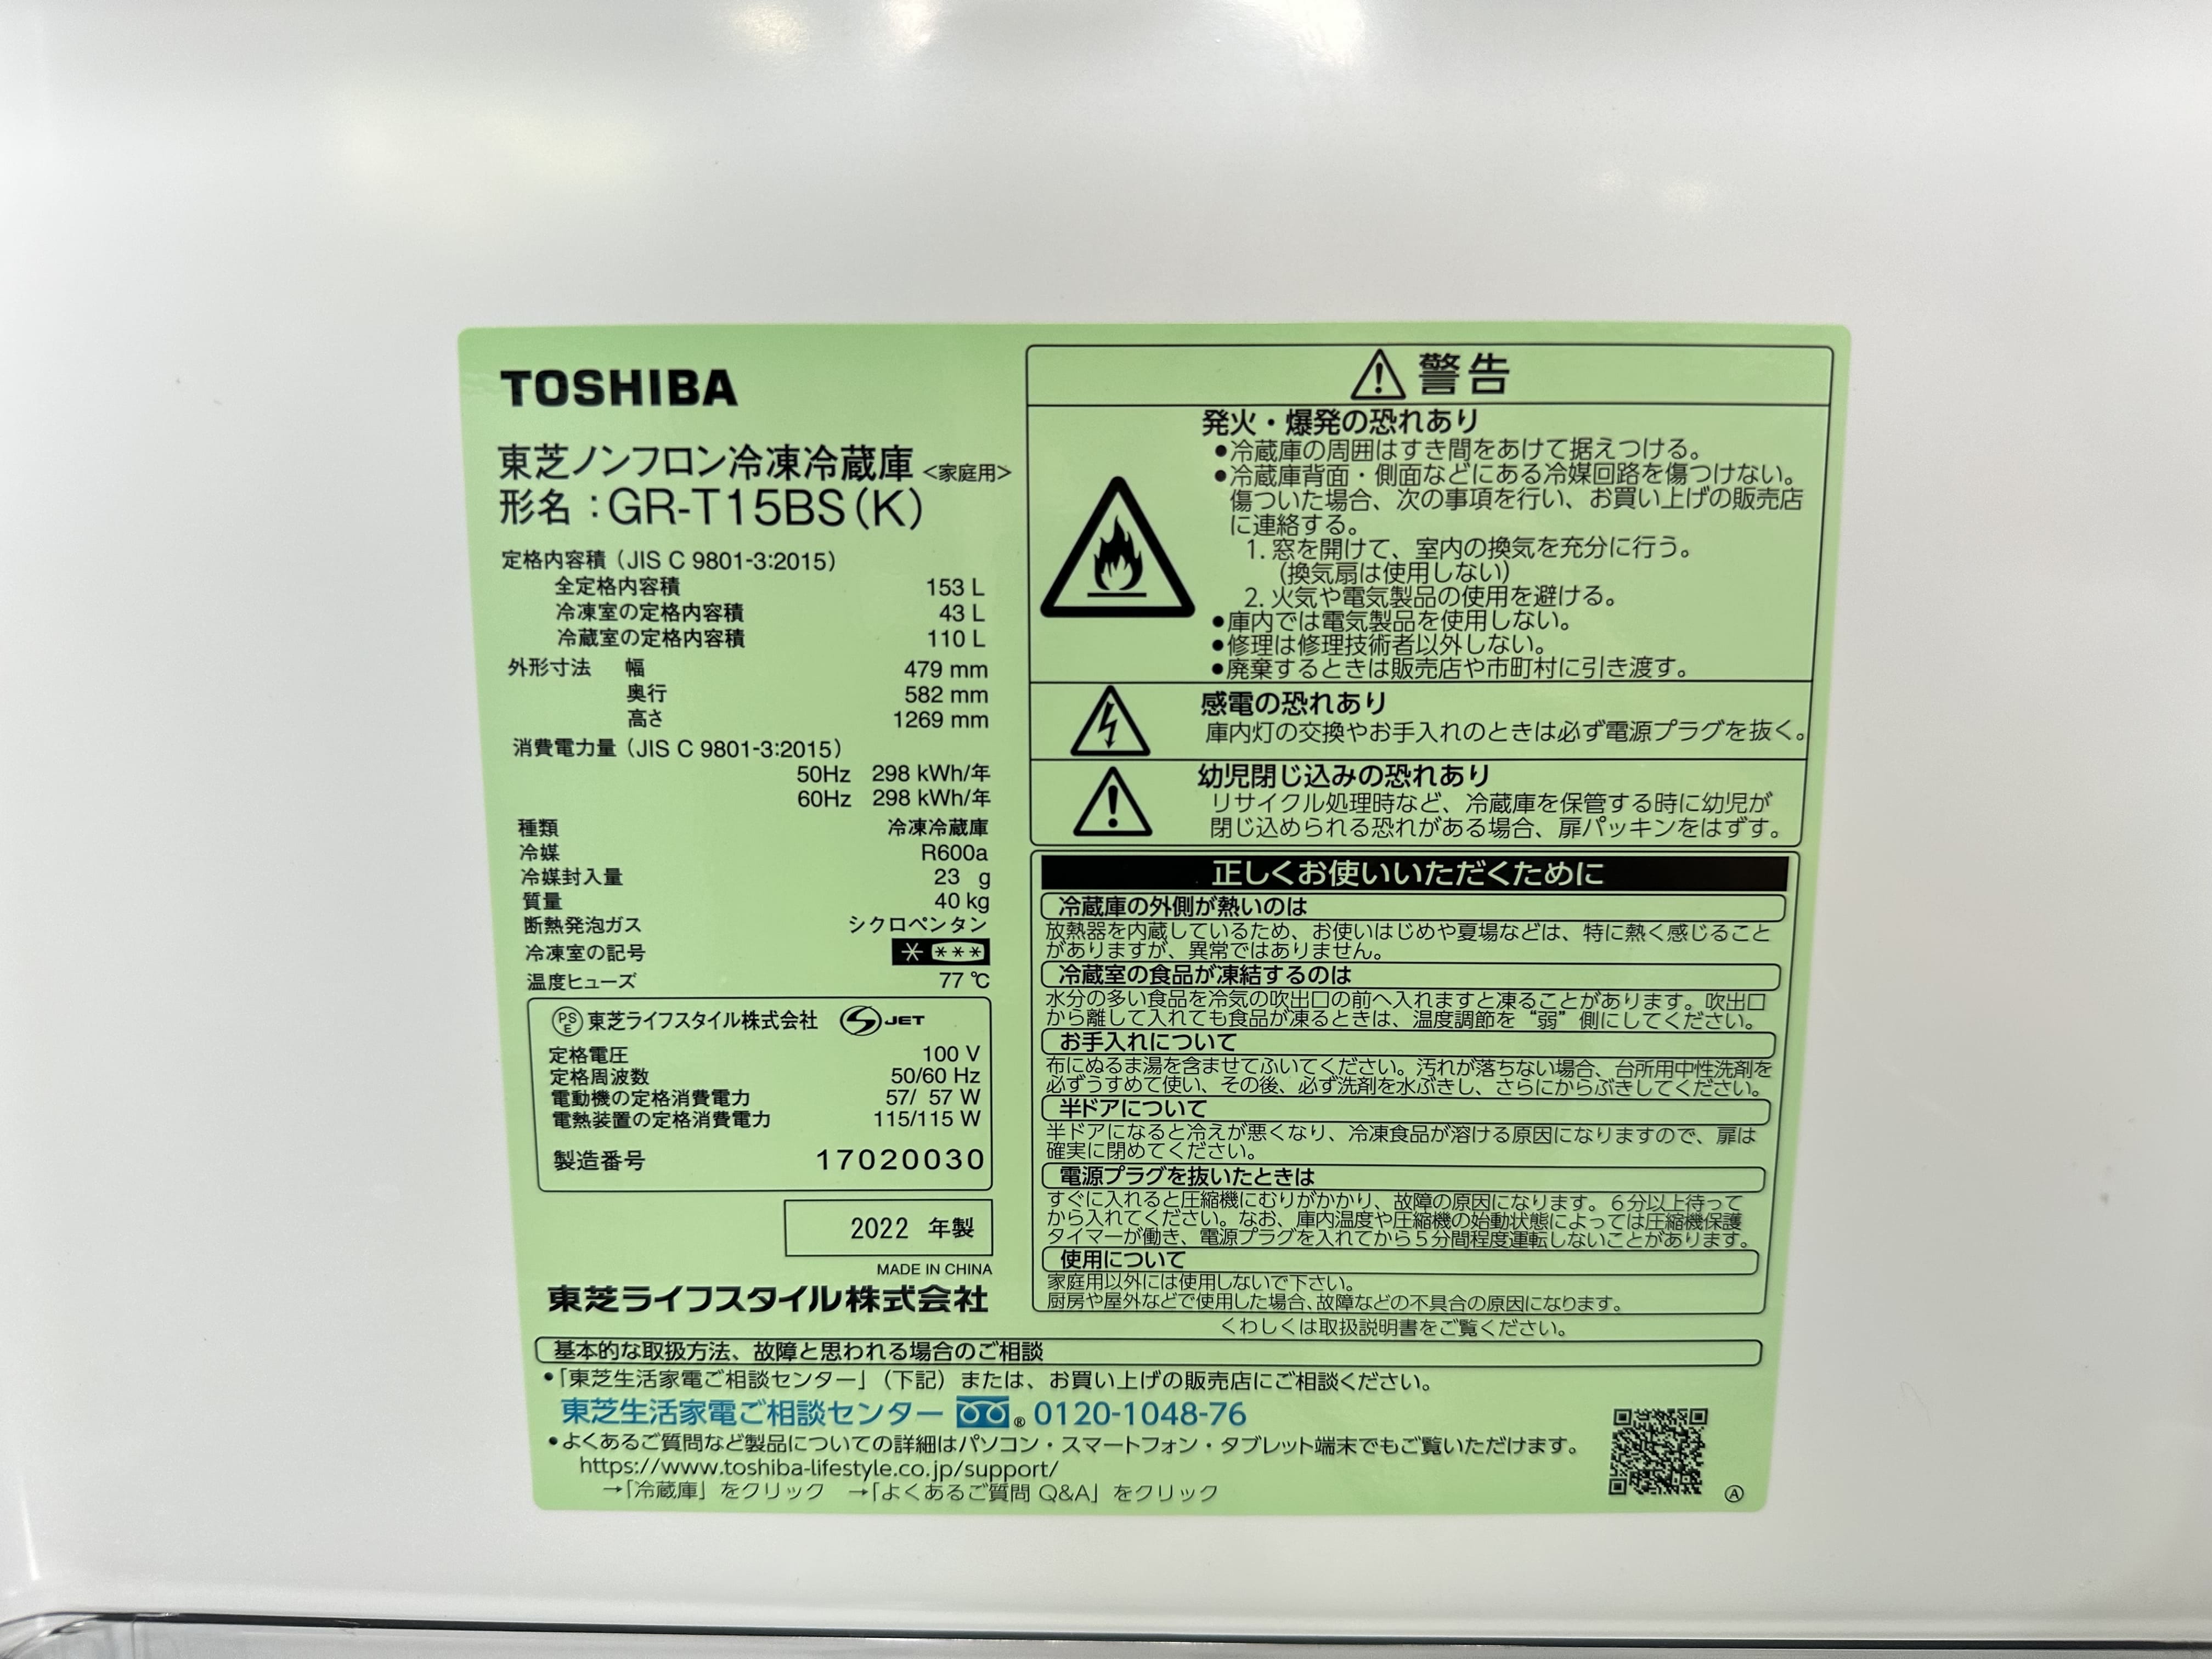 TOSHIBA
東芝ノンフロン冷凍冷蔵庫 <家庭用>
形名：GR-T15BS(K)
定格内容積（JIS C 9801-3:2015）
全定格内容積 153 L
冷凍室の定格内容積 43 L
冷蔵室の定格内容積 110 L
外形寸法 幅 479 mm
奥行 582 mm
高さ 1269 mm
消費電力量（JIS C 9801-3:2015）
50Hz 298 kWh/年
60Hz 298 kWh/年
種類 冷凍冷蔵庫
冷媒 R600a
冷媒封入量 23 g
質量 40 kg
断熱発泡ガス シクロペンタン
冷凍室の記号 * ***
温度ヒューズ 77 ℃
PSE 東芝ライフスタイル株式会社 JET
定格電圧 100 V
定格周波数 50/60 Hz
電動機の定格消費電力 57/ 57 W
電熱装置の定格消費電力 115/115 W
製造番号 17020030
2022 年製
MADE IN CHINA
東芝ライフスタイル株式会社
警告
発火・爆発の恐れあり
●冷蔵庫の周囲はすき間をあけて据えつける。
●冷蔵庫背面・側面などにある冷媒回路を傷つけない。
傷ついた場合、次の事項を行い、お買い上げの販売店
に連絡する。
1. 窓を開けて、室内の換気を充分に行う。
（換気扇は使用しない）
2. 火気や電気製品の使用を避ける。
●庫内では電気製品を使用しない。
●修理は修理技術者以外しない。
●廃棄するときは販売店や市町村に引き渡す。
感電の恐れあり
庫内灯の交換やお手入れのときは必ず電源プラグを抜く。
幼児閉じ込みの恐れあり
リサイクル処理時など、冷蔵庫を保管する時に幼児が
閉じ込められる恐れがある場合、扉パッキンをはずす。
正しくお使いいただくために
冷蔵庫の外側が熱いのは
放熱器を内蔵しているため、お使いはじめや夏場などは、特に熱く感じること
がありますが、異常ではありません。
冷蔵室の食品が凍結するのは
水分の多い食品を冷気の吹出口の前へ入れますと凍ることがあります。吹出口
から離して入れても食品が凍るときは、温度調節を“弱”側にしてください。
お手入れについて
布にぬるま湯を含ませてふいてください。汚れが落ちない場合、台所用中性洗剤を
必ずうすめて使い、その後、必ず洗剤を水ぶきし、さらにからぶきしてください。
半ドアについて
半ドアになると冷えが悪くなり、冷凍食品が溶ける原因になりますので、扉は
確実に閉めてください。
電源プラグを抜いたときは
すぐに入れると圧縮機にむりがかかり、故障の原因になります。6分以上待って
から入れてください。なお、庫内温度や圧縮機の始動状態によっては圧縮機保護
タイマーが働き、電源プラグを入れてから5分間程度運転しないことがあります。
使用について
家庭用以外には使用しないで下さい。
厨房や屋外などで使用した場合、故障などの不具合の原因になります。
くわしくは取扱説明書をご覧ください。
基本的な取扱方法、故障と思われる場合のご相談
●「東芝生活家電ご相談センター」（下記）または、お買い上げの販売店にご相談ください。
東芝生活家電ご相談センター ® 0120-1048-76
●よくあるご質問など製品についての詳細はパソコン・スマートフォン・タブレット端末でもご覧いただけます。
https://www.toshiba-lifestyle.co.jp/support/
→「冷蔵庫」をクリック →「よくあるご質問 Q&A」をクリック
Ⓐ